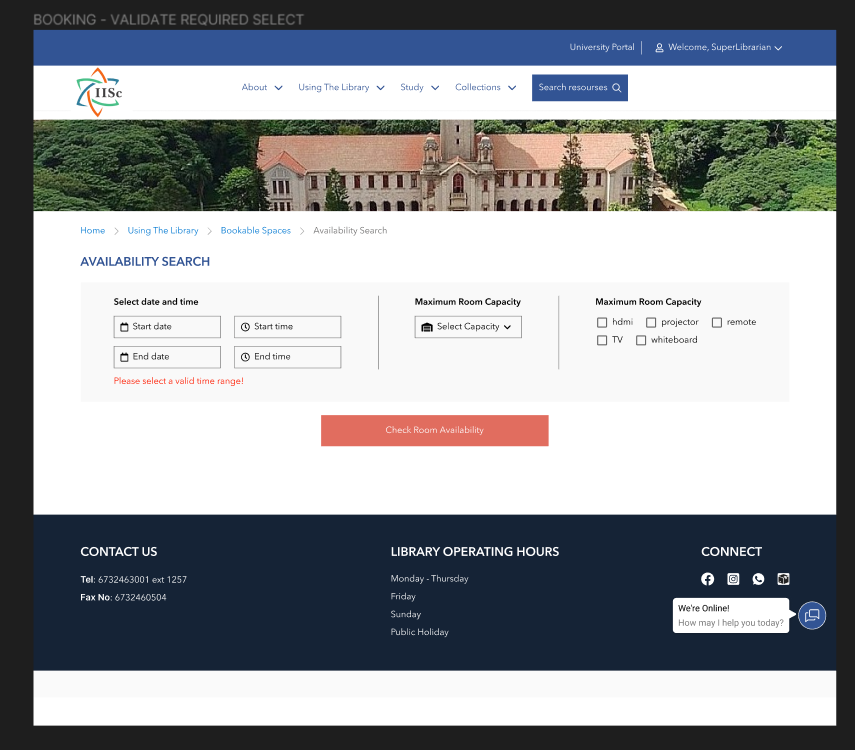 BOOKING - VALIDATE REQUIRED SELECT
University Portal
Welcome, SuperLibrarian
IISc
About
Using The Library
Study
Collections
Search resourses
Home > Using The Library > Bookable Spaces > Availability Search
AVAILABILITY SEARCH
Select date and time
Start date
Start time
End date
End time
Please select a valid time range!
Maximum Room Capacity
Select Capacity
Maximum Room Capacity
hdmi projector remote
TV whiteboard
Check Room Availability
CONTACT US
Tel: 6732463001 ext 1257
Fax No: 6732460504
LIBRARY OPERATING HOURS
Monday - Thursday
Friday
Sunday
Public Holiday
CONNECT
We're Online!
How may I help you today?